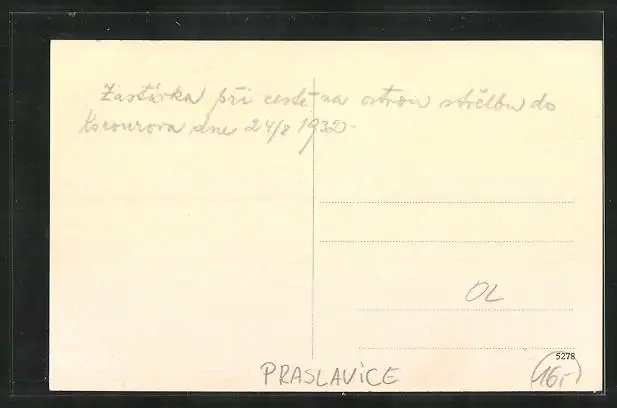 Zastávka při cestě na ostrou střelbu do
Kocourova dne 24/8 1932.
OL
5278
PRASLAVICE
16,-